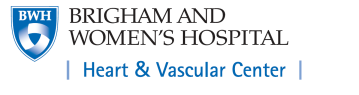 BWH
BRIGHAM AND
WOMEN'S HOSPITAL
| Heart & Vascular Center |